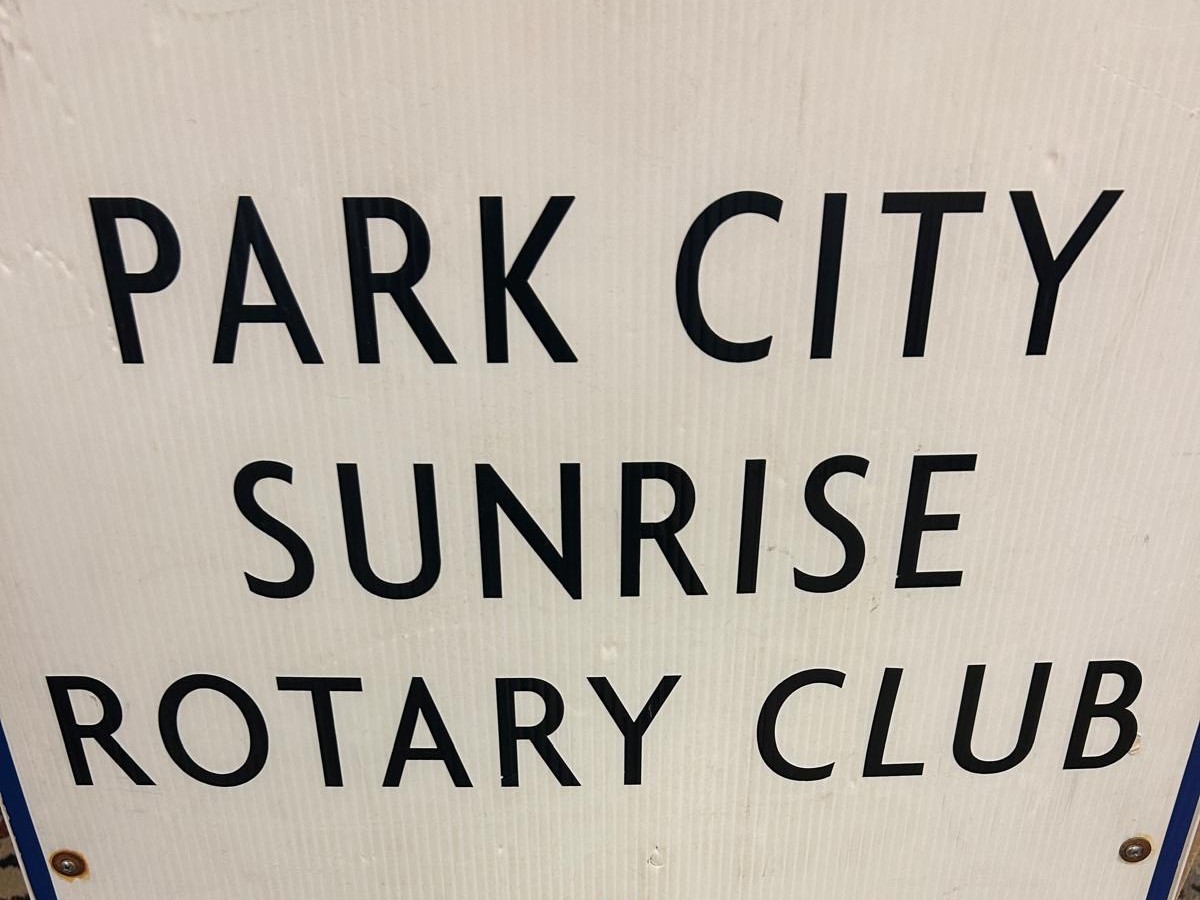 PARK CITY
SUNRISE
ROTARY CLUB